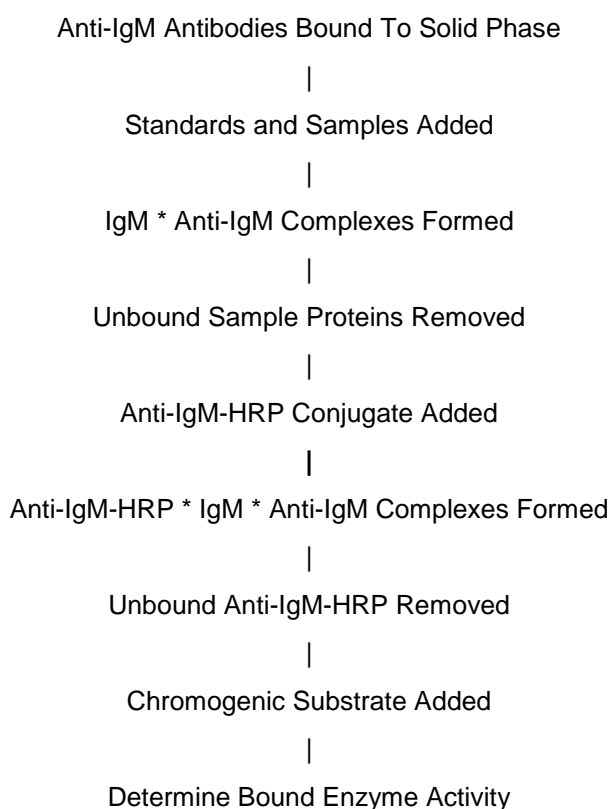 Anti-IgM Antibodies Bound To Solid Phase
|
Standards and Samples Added
|
IgM * Anti-IgM Complexes Formed
|
Unbound Sample Proteins Removed
|
Anti-IgM-HRP Conjugate Added
|
Anti-IgM-HRP * IgM * Anti-IgM Complexes Formed
|
Unbound Anti-IgM-HRP Removed
|
Chromogenic Substrate Added
|
Determine Bound Enzyme Activity